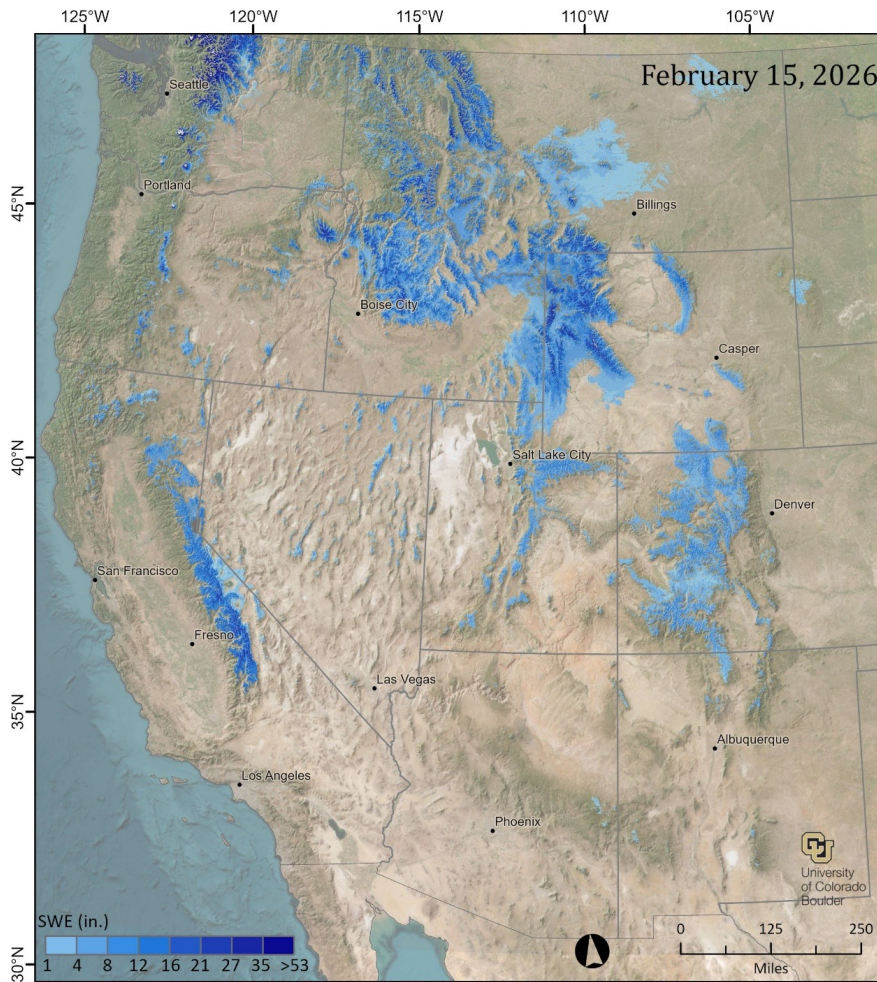 125°W 120°W 115°W 110°W 105°W
February 15, 2026
Seattle
Portland
45°N
Billings
Boise City
Casper
40°N
Salt Lake City
Denver
San Francisco
Fresno
Las Vegas
35°N
Albuquerque
Los Angeles
Phoenix
CU
University
of Colorado
Boulder
SWE (in.)
1 4 8 12 16 21 27 35 >53
0 125 250
Miles
30°N